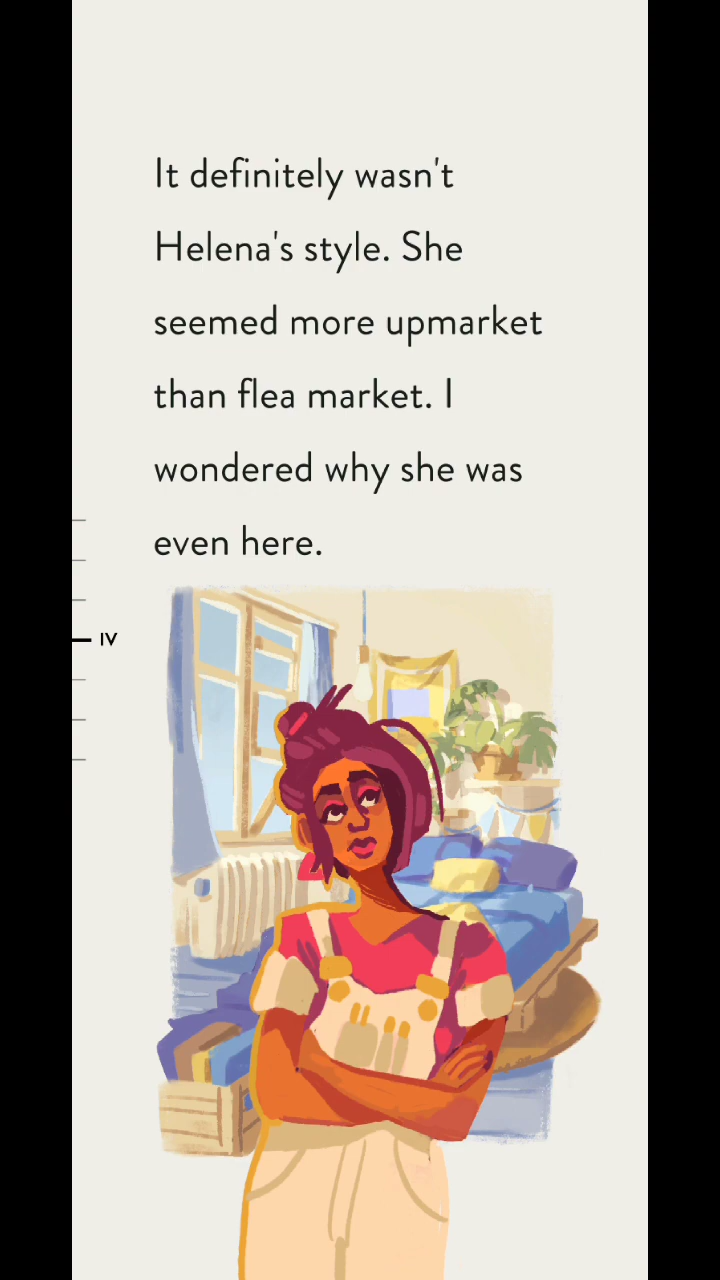 It definitely wasn't
Helena's style. She
seemed more upmarket
than flea market. I
wondered why she was
even here.
IV